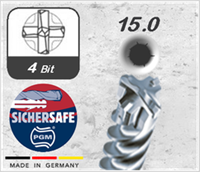 15.0
4 Bit
SICHERSAFE
PGM
MADE IN GERMANY